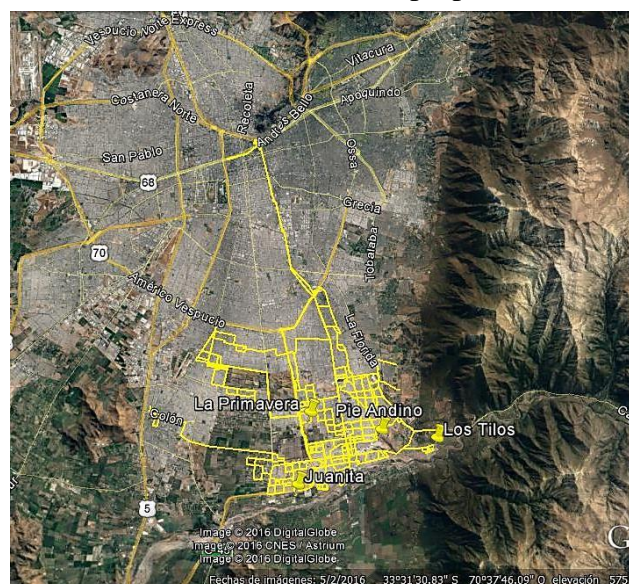 Vespucio Norte Express
Vitacura
Costanera Norte
Recoleta
Andrés Bello
Apoquindo
San Pablo
Ossa
68
Grecia
70
Tobalaba
Américo Vespucio
La Florida
La Primavera
Pie Andino
Colón
Los Tilos
Juanita
5
Image © 2016 DigitalGlobe
Image © 2016 CNES / Astrium
Image © 2016 DigitalGlobe
G
Fechas de imágenes: 5/2/2016 33°31'30.83" S 70°37'46.09" elevación 579